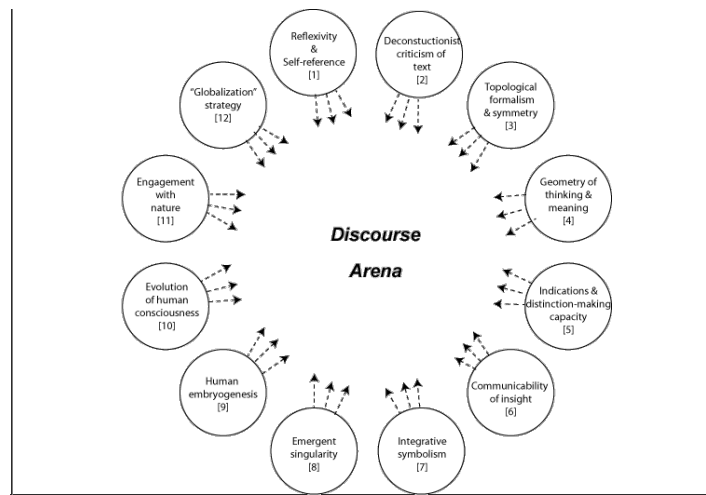 Reflexivity
&
Self-reference
[1]
Deconstuctionist
criticism of
text
[2]
Topological
formalism
& symmetry
[3]
Geometry of
thinking &
meaning
[4]
Indications &
distinction-making
capacity
[5]
Communicability
of insight
[6]
Integrative
symbolism
[7]
Emergent
singularity
[8]
Human
embryogenesis
[9]
Evolution
of human
consciousness
[10]
Engagement
with
nature
[11]
“Globalization”
strategy
[12]
Discourse
Arena